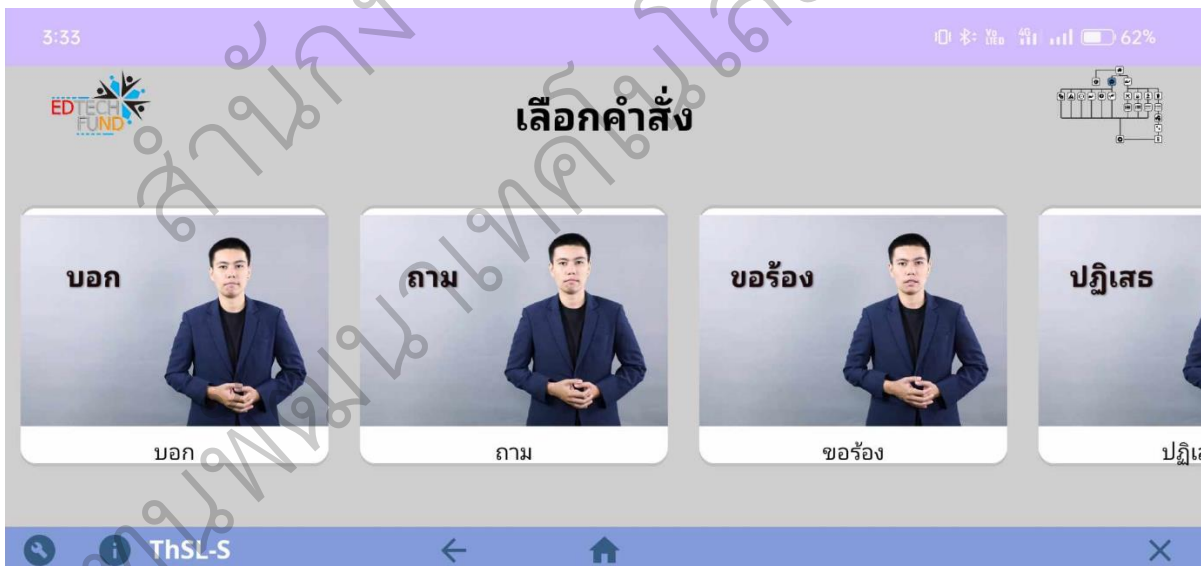 3:33
62%
EDTECH
FUND
เลือกคำสั่ง
บอก
ถาม
ขอร้อง
ปฏิเสธ
บอก
ถาม
ขอร้อง
ThSL-S